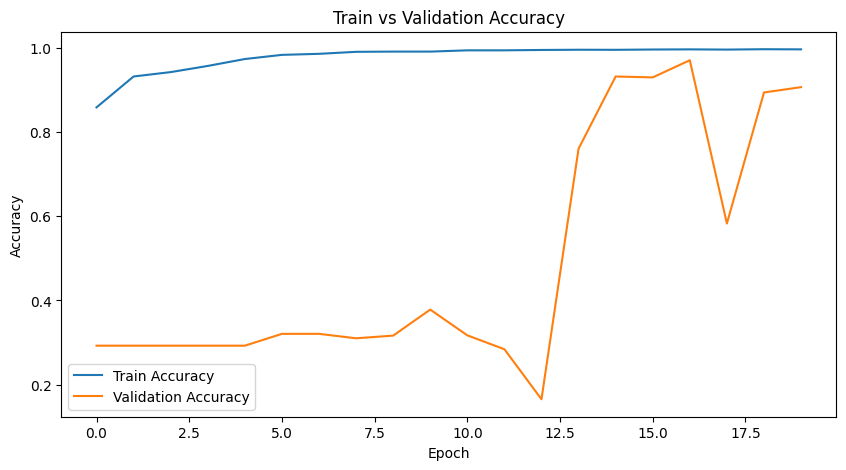 Train vs Validation Accuracy
1.0
0.8
0.6
0.4
0.2
Accuracy
Train Accuracy
Validation Accuracy
0.0 2.5 5.0 7.5 10.0 12.5 15.0 17.5
Epoch